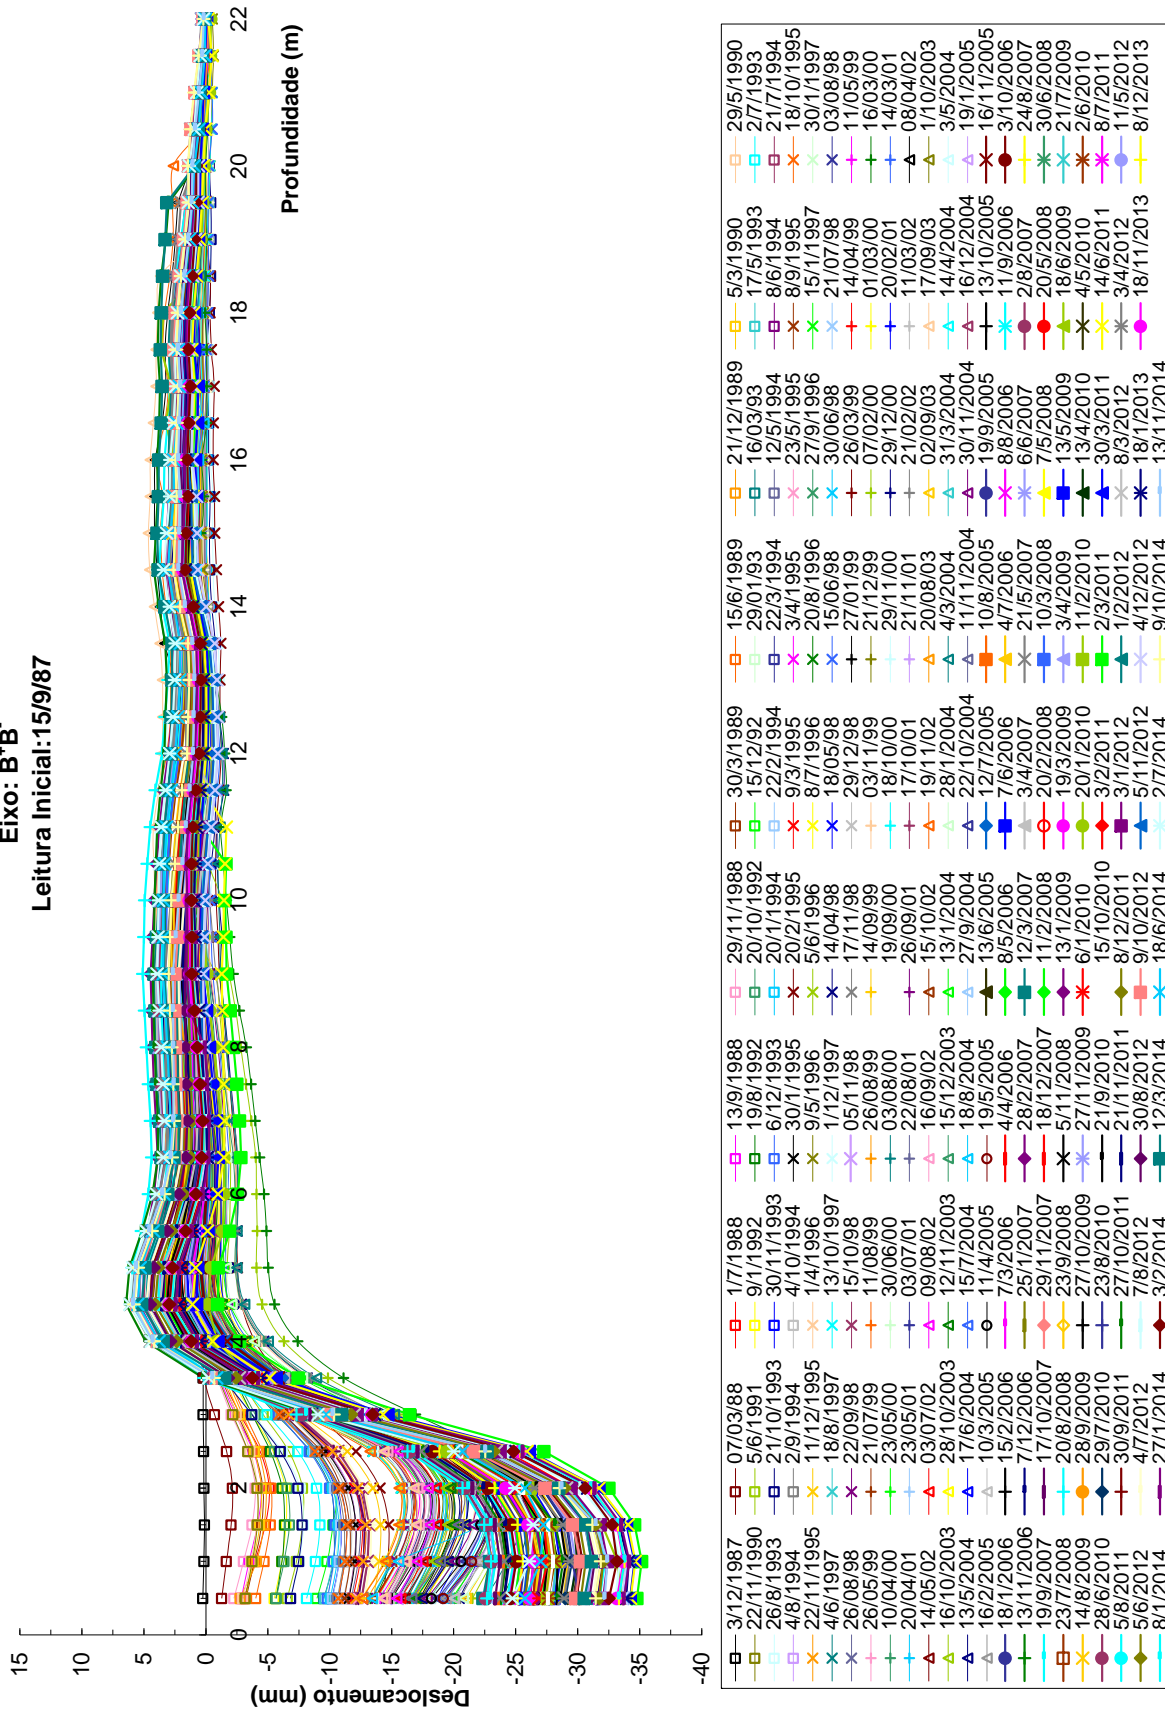 Eixo: B+B-
Leitura Inicial:15/9/87
15
10
5
0
-5
-10
-15
-20
-25
-30
-35
-40
Deslocamento (mm)
0 2 4 6 8 10 12 14 16 18 20 22
Profundidade (m)
3/12/1987 07/03/88 1/7/1988 13/9/1988 29/11/1988 30/3/1989 15/6/1989 21/12/1989 5/3/1990 29/5/1990
22/11/1990 5/6/1991 9/1/1992 19/8/1992 20/10/1992 15/12/92 29/01/93 16/03/93 17/5/1993 2/7/1993
26/8/1993 21/10/1993 30/11/1993 6/12/1993 20/1/1994 22/2/1994 22/3/1994 12/5/1994 8/6/1994 21/7/1994
4/8/1994 2/9/1994 4/10/1994 30/1/1995 20/2/1995 9/3/1995 3/4/1995 23/5/1995 8/9/1995 18/10/1995
22/11/1995 11/12/1995 1/4/1996 9/5/1996 5/6/1996 8/7/1996 20/8/1996 27/9/1996 15/1/1997 30/1/1997
4/6/1997 18/8/1997 13/10/1997 1/12/1997 14/04/98 18/05/98 15/06/98 30/06/98 21/07/98 03/08/98
26/08/98 22/09/98 15/10/98 05/11/98 17/11/98 29/12/98 27/01/99 26/03/99 14/04/99 11/05/99
26/05/99 21/07/99 11/08/99 26/08/99 14/09/99 03/11/99 21/12/99 07/02/00 01/03/00 16/03/00
10/04/00 23/05/00 30/06/00 03/08/00 19/09/00 18/10/00 29/11/00 29/12/00 20/02/01 14/03/01
20/04/01 23/05/01 03/07/01 22/08/01 26/09/01 17/10/01 21/11/01 21/02/02 11/03/02 08/04/02
14/05/02 03/07/02 09/08/02 16/09/02 15/10/02 19/11/02 20/08/03 02/09/03 17/09/03 1/10/2003
16/10/2003 28/10/2003 12/11/2003 15/12/2003 13/1/2004 28/1/2004 4/3/2004 31/3/2004 14/4/2004 3/5/2004
13/5/2004 17/6/2004 15/7/2004 18/8/2004 27/9/2004 22/10/2004 11/11/2004 30/11/2004 16/12/2004 19/1/2005
16/2/2005 10/3/2005 11/4/2005 19/5/2005 13/6/2005 12/7/2005 10/8/2005 19/9/2005 13/10/2005 16/11/2005
18/1/2006 15/2/2006 7/3/2006 4/4/2006 8/5/2006 7/6/2006 4/7/2006 8/8/2006 11/9/2006 3/10/2006
13/11/2006 7/12/2006 25/1/2007 28/2/2007 12/3/2007 3/4/2007 21/5/2007 6/6/2007 2/8/2007 24/8/2007
19/9/2007 17/10/2007 29/11/2007 18/12/2007 11/2/2008 20/2/2008 10/3/2008 7/5/2008 20/5/2008 30/6/2008
23/7/2008 20/8/2008 23/9/2008 5/11/2008 13/1/2009 19/3/2009 3/4/2009 13/5/2009 18/6/2009 21/7/2009
14/8/2009 28/9/2009 27/10/2009 27/11/2009 6/1/2010 20/1/2010 11/2/2010 13/4/2010 4/5/2010 2/6/2010
28/6/2010 29/7/2010 23/8/2010 21/9/2010 15/10/2010 3/2/2011 2/3/2011 30/3/2011 14/6/2011 8/7/2011
5/8/2011 30/9/2011 27/10/2011 21/11/2011 8/12/2011 3/1/2012 1/2/2012 8/3/2012 3/4/2012 11/5/2012
5/6/2012 4/7/2012 7/8/2012 30/8/2012 9/10/2012 5/11/2012 4/12/2012 18/1/2013 18/11/2013 8/12/2013
8/1/2014 27/1/2014 3/2/2014 12/3/2014 18/6/2014 2/7/2014 9/10/2014 13/11/2014